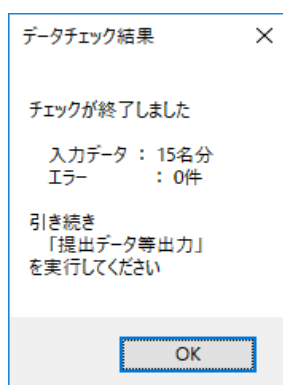 データチェック結果
チェックが終了しました
入力データ : 15名分
エラー : 0件
引き続き
「提出データ等出力」
を実行してください
OK